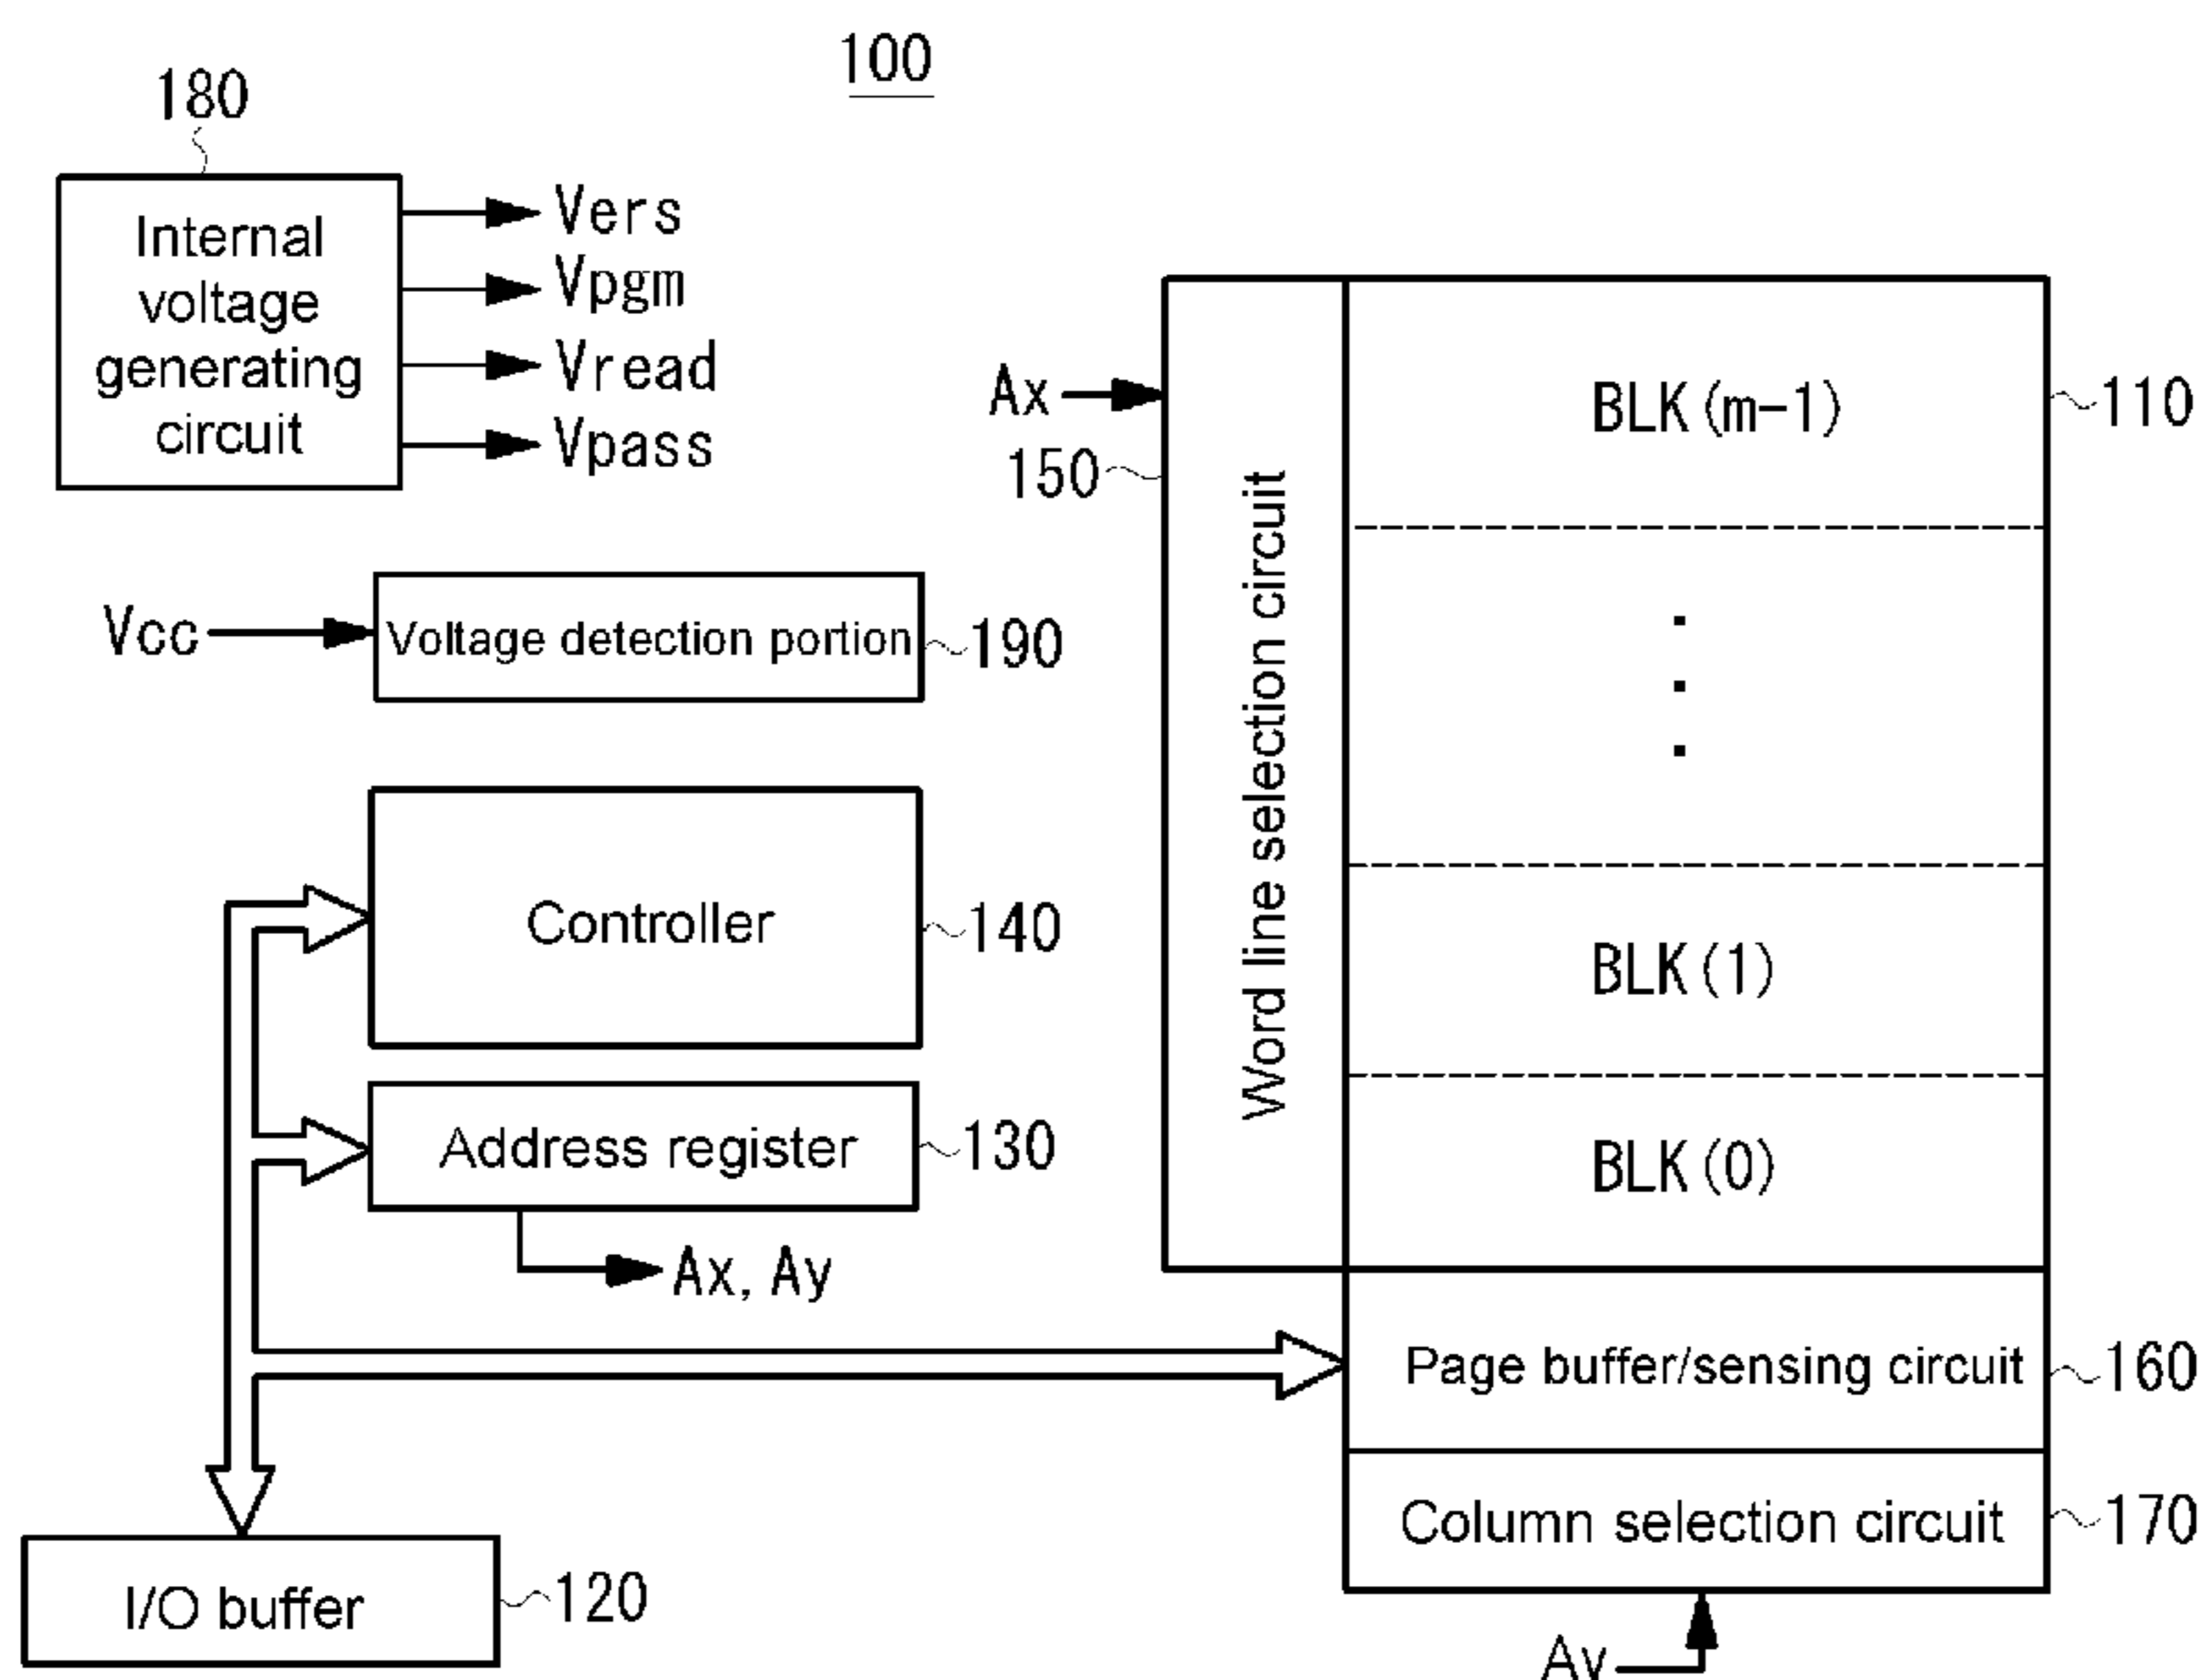 100
180
Internal
voltage
generating
circuit
Vers
Vpgm
Vread
Vpass
Vcc
Voltage detection portion
190
Controller
140
Address register
130
Ax, Ay
I/O buffer
120
Ax
150
Word line selection circuit
BLK(m-1)
110
BLK(1)
BLK(0)
Page buffer/sensing circuit
160
Column selection circuit
170
Ay